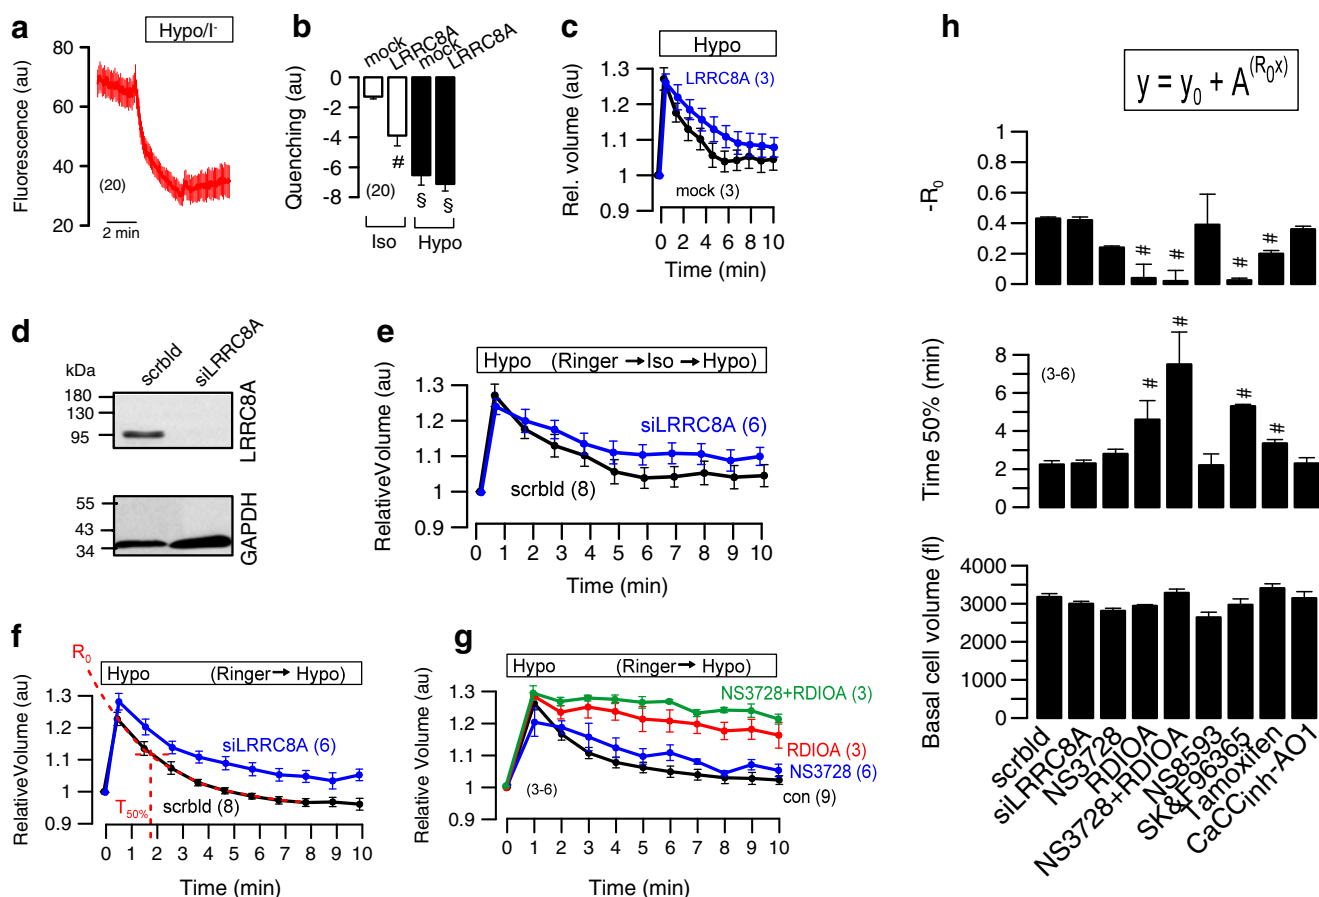 a
Hypo/I-
Fluorescence (au)
80
60
40
20
(20)
2 min
b
mock
LRRC8A
mock
LRRC8A
Quenching (au)
0
-2
-4
-6
-8
#
(20)
§
§
Iso
Hypo
c
Hypo
Rel. volume (au)
1.3
1.2
1.1
1
0.9
LRRC8A (3)
mock (3)
0 2 4 6 8 10
Time (min)
d
kDa
scrbld
siLRRC8A
180
130
95
LRRC8A
55
43
34
GAPDH
e
Hypo (Ringer → Iso → Hypo)
RelativeVolume (au)
1.3
1.2
1.1
1
0.9
siLRRC8A (6)
scrbld (8)
0 1 2 3 4 5 6 7 8 9 10
Time (min)
f
R0
Hypo (Ringer → Hypo)
RelativeVolume (au)
1.3
1.2
1.1
1
0.9
siLRRC8A (6)
scrbld (8)
T50%
0 1 2 3 4 5 6 7 8 9 10
Time (min)
g
Hypo (Ringer → Hypo)
Relative Volume (au)
1.3
1.2
1.1
1
0.9
NS3728+RDIOA (3)
RDIOA (3)
NS3728 (6)
con (9)
(3-6)
0 1 2 3 4 5 6 7 8 9 10
Time (min)
h
y = y0 + A(R0x)
-R0
1
0.8
0.6
0.4
0.2
0
# # # #
Time 50% (min)
8
6
4
2
0
(3-6)
# # # #
Basal cell volume (fl)
4000
3000
2000
1000
0
scrbld
siLRRC8A
NS3728
RDIOA
NS3728+RDIOA
NS8593
SK&F96365
Tamoxifen
CaCCinh-AO1